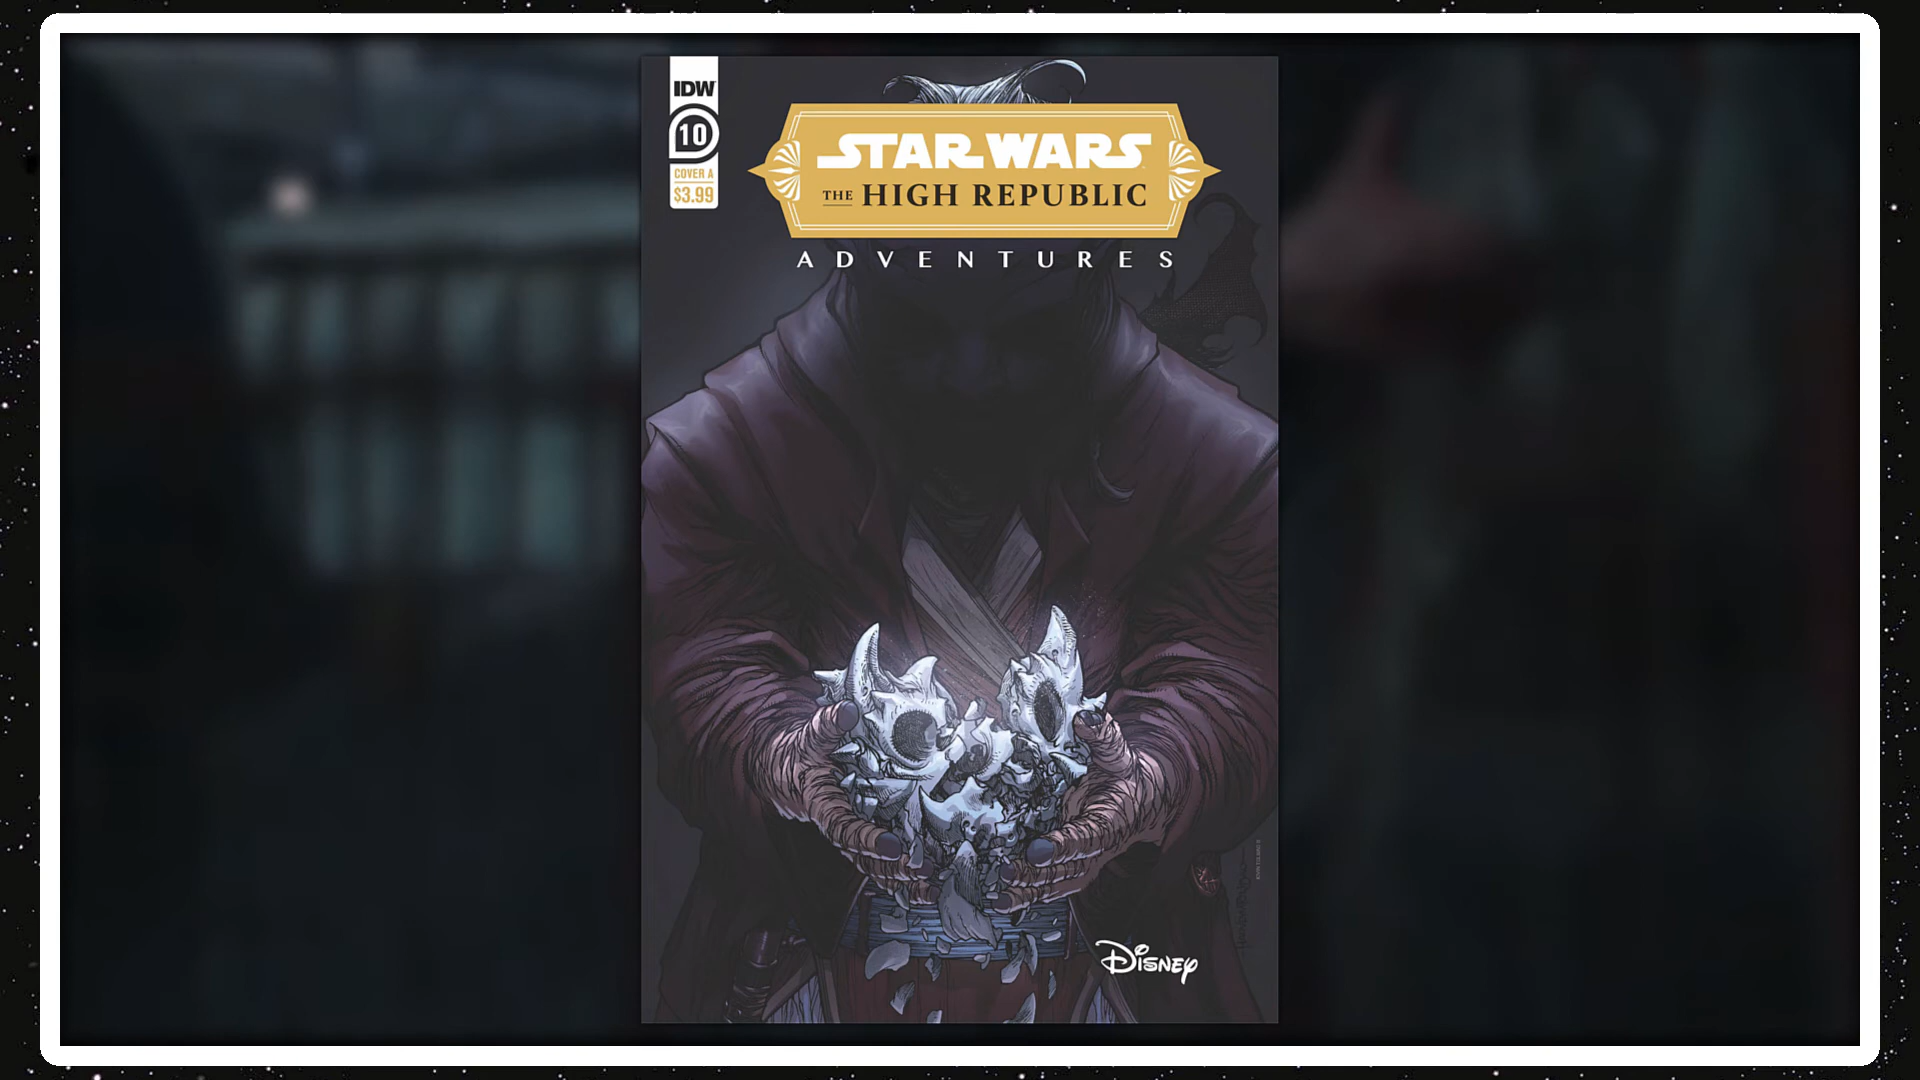 IDW
10
COVER A
$3.99
STAR WARS
THE HIGH REPUBLIC
ADVENTURES
Disney